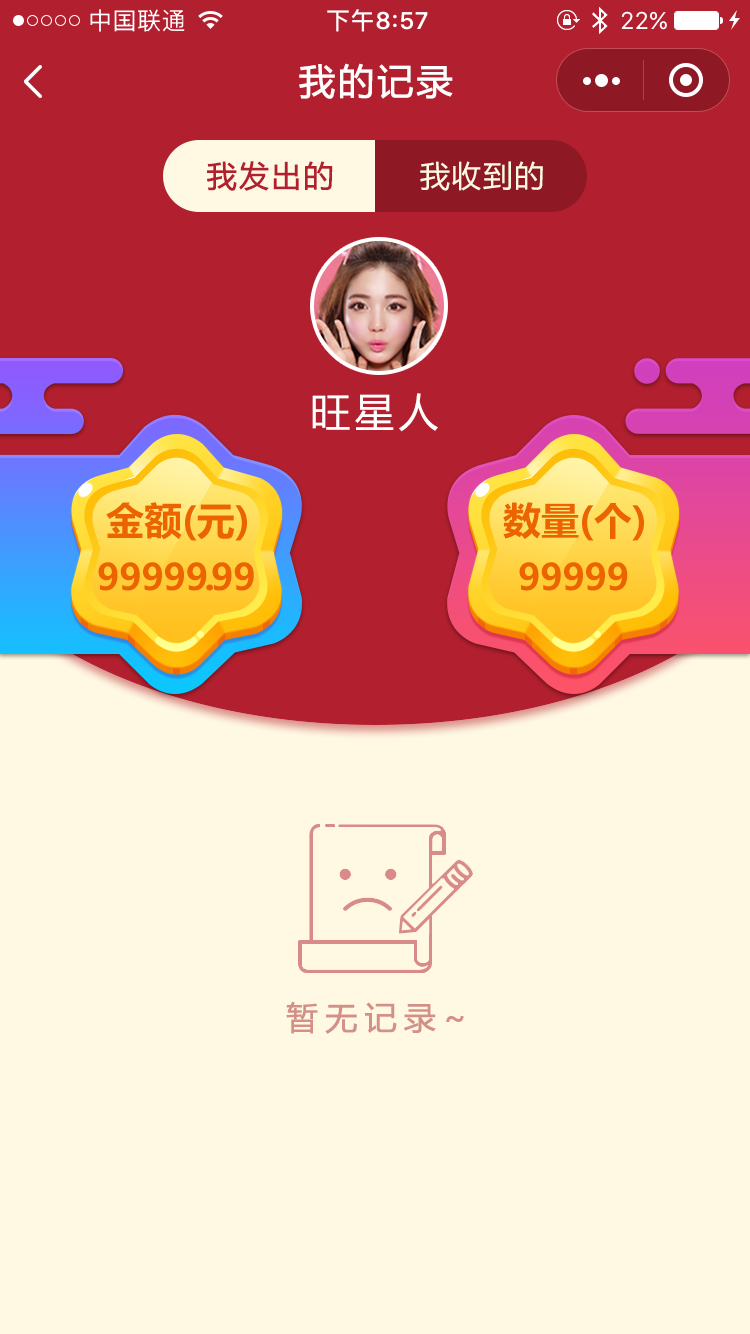 中国联通 下午8:57 22%
我的记录
我发出的 我收到的
旺星人
金额(元) 数量(个)
99999.99 99999
暂无记录~